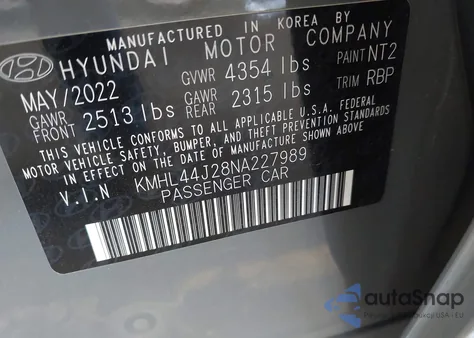 MANUFACTURED IN KOREA BY
HYUNDAI MOTOR COMPANY
MAY/2022 GVWR 4354 lbs PAINT NT2
GAWR FRONT 2513 lbs GAWR REAR 2315 lbs TRIM RBP
THIS VEHICLE CONFORMS TO ALL APPLICABLE U.S.A. FEDERAL
MOTOR VEHICLE SAFETY, BUMPER, AND THEFT PREVENTION STANDARDS
IN EFFECT ON THE DATE OF MANUFACTURE SHOWN ABOVE.
V.I.N KMHL44J28NA227989
PASSENGER CAR
autoSnap